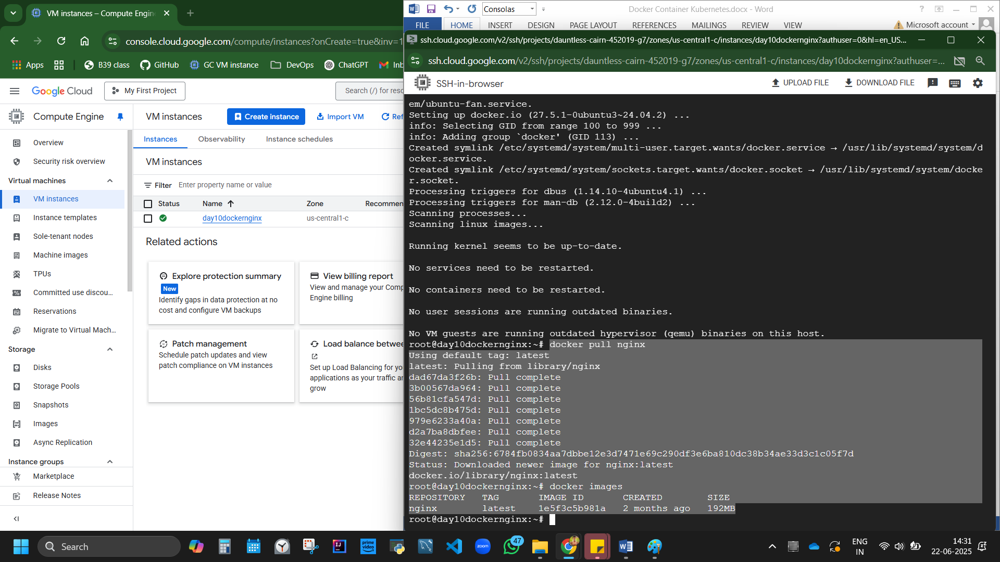 VM instances – Compute Engin
console.cloud.google.com/compute/instances?onCreate=true&inv=1
Apps
B39 class
GitHub
GC VM instance
DevOps
ChatGPT
Inb
Google Cloud
My First Project
Search (/) for reso
Compute Engine
VM instances
Create instance
Import VM
Ref
Overview
Security risk overview
Virtual machines
VM instances
Instance templates
Sole-tenant nodes
Machine images
TPUs
Committed use discou...
Reservations
Migrate to Virtual Mach...
Storage
Disks
Storage Pools
Snapshots
Images
Async Replication
Instance groups
Marketplace
Release Notes
Instances
Observability
Instance schedules
VM instances
Filter
Enter property name or value
Status
Name
Zone
Recommen
day10dockernginx
us-central1-c
Related actions
Explore protection summary
New
Identify gaps in data protection at no
cost and configure VM backups
View billing report
View and manage your Comp
Engine billing
Patch management
Schedule patch updates and view
patch compliance on VM instances
Load balance betwee
Set up Load Balancing for yo
applications as your traffic a
grow
Consolas
Docker Container Kubernetes.docx - Word
FILE
HOME
INSERT
DESIGN
PAGE LAYOUT
REFERENCES
MAILINGS
REVIEW
VIEW
Microsoft account
ssh.cloud.google.com/v2/ssh/projects/dauntless-cairn-452019-g7/zones/us-central1-c/instances/day10dockernginx?authuser=0&hl=en_US...
ssh.cloud.google.com/v2/ssh/projects/dauntless-cairn-452019-g7/zones/us-central1-c/instances/day10dockernginx?authuser=...
SSH-in-browser
UPLOAD FILE
DOWNLOAD FILE
em/ubuntu-fan.service.
Setting up docker.io (27.5.1-0ubuntu3~24.04.2) ...
info: Selecting GID from range 100 to 999 ...
info: Adding group `docker' (GID 113) ...
Created symlink /etc/systemd/system/multi-user.target.wants/docker.service → /usr/lib/systemd/system/d
ocker.service.
Created symlink /etc/systemd/system/sockets.target.wants/docker.socket → /usr/lib/systemd/system/docke
r.socket.
Processing triggers for dbus (1.14.10-4ubuntu4.1) ...
Processing triggers for man-db (2.12.0-4build2) ...
Scanning processes...
Scanning linux images...
Running kernel seems to be up-to-date.
No services need to be restarted.
No containers need to be restarted.
No user sessions are running outdated binaries.
No VM guests are running outdated hypervisor (qemu) binaries on this host.
root@day10dockernginx:~# docker pull nginx
Using default tag: latest
latest: Pulling from library/nginx
dad67da3f26b: Pull complete
3b00567da964: Pull complete
56b81cfa547d: Pull complete
1bc5dc8b475d: Pull complete
979e6233a40a: Pull complete
d2a7ba8dbfee: Pull complete
32e44235e1d5: Pull complete
Digest: sha256:6784fb0834aa7dbbe12e3d7471e69c290df3e6ba810dc38b34ae33d3c1c05f7d
Status: Downloaded newer image for nginx:latest
docker.io/library/nginx:latest
root@day10dockernginx:~# docker images
REPOSITORY TAG IMAGE ID CREATED SIZE
nginx latest 1e5f3c5b981a 2 months ago 192MB
root@day10dockernginx:~#
Search
IJ
prime
video
zoom
47
ENG
IN
14:31
22-06-2025